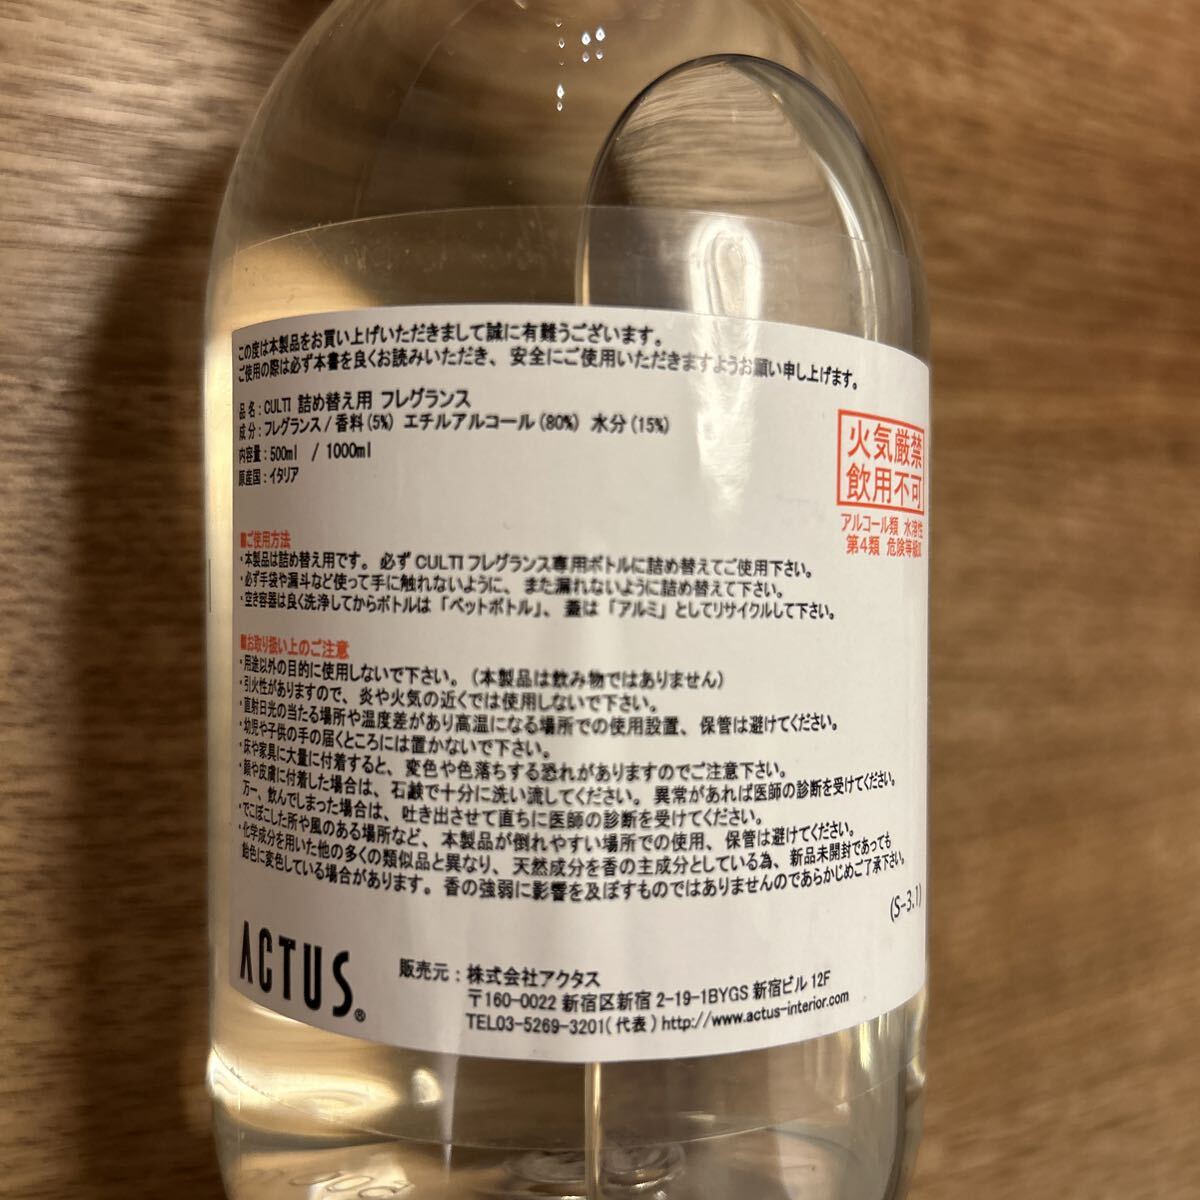 この度は本製品をお買い上げいただきまして誠に有難うございます。
ご使用の際は必ず本書を良くお読みいただき、安全にご使用いただきますようお願い申し上げます。
品名：CULTI 詰め替え用 フレグランス
成分：フレグランス/香料(5%) エチルアルコール(80%) 水分(15%)
内容量：500ml / 1000ml
原産国：イタリア
火気厳禁
飲用不可
アルコール類 水溶性
第4類 危険等級Ⅱ
■ご使用方法
・本製品は詰め替え用です。必ずCULTIフレグランス専用ボトルに詰め替えてご使用下さい。
・必ず手袋や漏斗など使って手に触れないように、また漏れないように詰め替えて下さい。
・空き容器は良く洗浄してからボトルは「ペットボトル」、蓋は「アルミ」としてリサイクルして下さい。
■お取り扱い上のご注意
・用途以外の目的に使用しないで下さい。（本製品は飲み物ではありません）
・引火性がありますので、炎や火気の近くでは使用しないで下さい。
・直射日光の当たる場所や温度差があり高温になる場所での使用設置、保管は避けてください。
・幼児や子供の手の届くところには置かないで下さい。
・床や家具に大量に付着すると、変色や色落ちする恐れがありますのでご注意下さい。
・顔や皮膚に付着した場合は、石鹸で十分に洗い流してください。異常があれば医師の診断を受けてください。
万一、飲んでしまった場合は、吐き出させて直ちに医師の診断を受けてください。
・でこぼこした所や風のある場所など、本製品が倒れやすい場所での使用、保管は避けてください。
・化学成分を用いた他の多くの類似品と異なり、天然成分を香の主成分としている為、新品未開封であっても
飴色に変色している場合があります。香の強弱に影響を及ぼすものではありませんのであらかじめご了承下さい。
(S-3.1)
ACTUS®
販売元：株式会社アクタス
〒160-0022 新宿区新宿 2-19-1BYGS 新宿ビル 12F
TEL03-5269-3201(代表)http://www.actus-interior.com